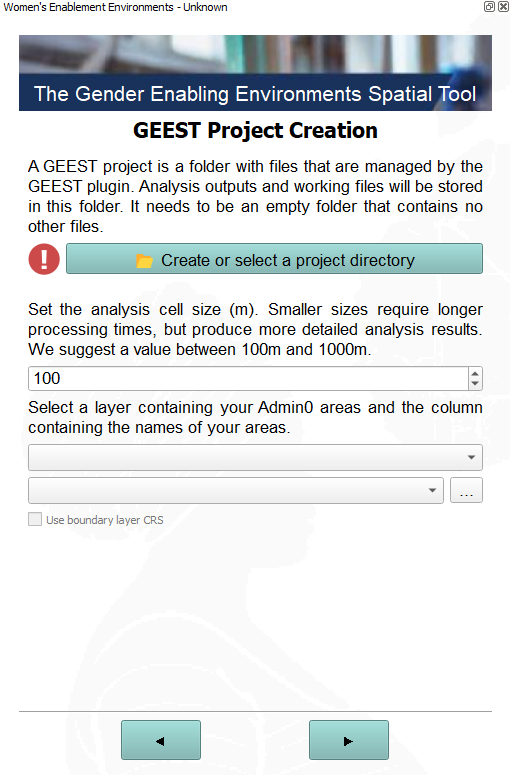 Women's Enablement Environments - Unknown
The Gender Enabling Environments Spatial Tool
GEEST Project Creation
A GEEST project is a folder with files that are managed by the
GEEST plugin. Analysis outputs and working files will be stored
in this folder. It needs to be an empty folder that contains no
other files.
Create or select a project directory
Set the analysis cell size (m). Smaller sizes require longer
processing times, but produce more detailed analysis results.
We suggest a value between 100m and 1000m.
100
Select a layer containing your Admin0 areas and the column
containing the names of your areas.
...
Use boundary layer CRS